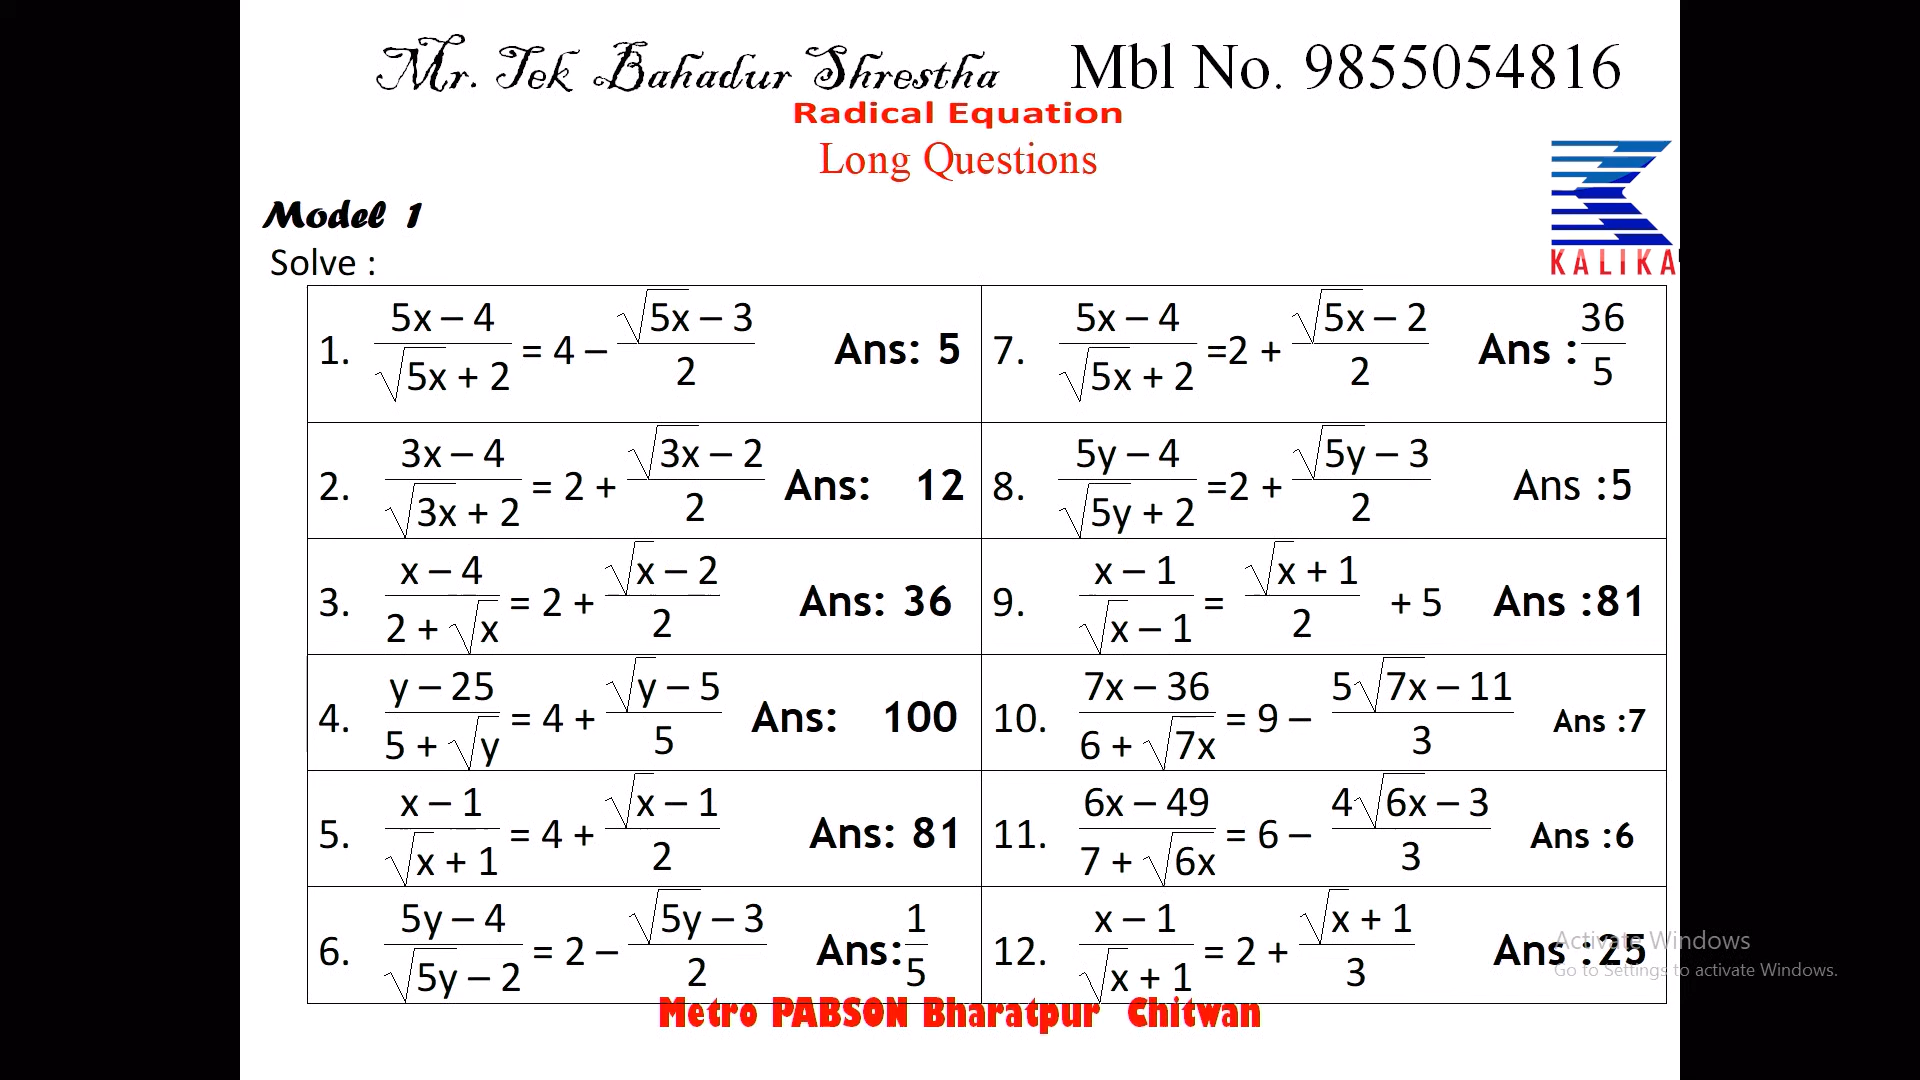 Mr. Tek Bahadur Shrestha Mbl No. 9855054816
Radical Equation
Long Questions
KALIKA
Model 1
Solve :
1. (5x – 4)/(√5x + 2) = 4 – (√5x – 3)/2 Ans: 5
7. (5x – 4)/(√5x + 2) =2 + (√5x – 2)/2 Ans : 36/5
2. (3x – 4)/(√3x + 2) = 2 + (√3x – 2)/2 Ans: 12
8. (5y – 4)/(√5y + 2) =2 + (√5y – 3)/2 Ans :5
3. (x – 4)/(2 + √x) = 2 + (√x – 2)/2 Ans: 36
9. (x – 1)/(√x – 1) = (√x + 1)/2 + 5 Ans :81
4. (y – 25)/(5 + √y) = 4 + (√y – 5)/5 Ans: 100
10. (7x – 36)/(6 + √7x) = 9 – (5√7x – 11)/3 Ans :7
5. (x – 1)/(√x + 1) = 4 + (√x – 1)/2 Ans: 81
11. (6x – 49)/(7 + √6x) = 6 – (4√6x – 3)/3 Ans :6
6. (5y – 4)/(√5y – 2) = 2 – (√5y – 3)/2 Ans: 1/5
12. (x – 1)/(√x + 1) = 2 + (√x + 1)/3 Ans :25
Activate Windows
Go to Settings to activate Windows.
Metro PABSON Bharatpur Chitwan